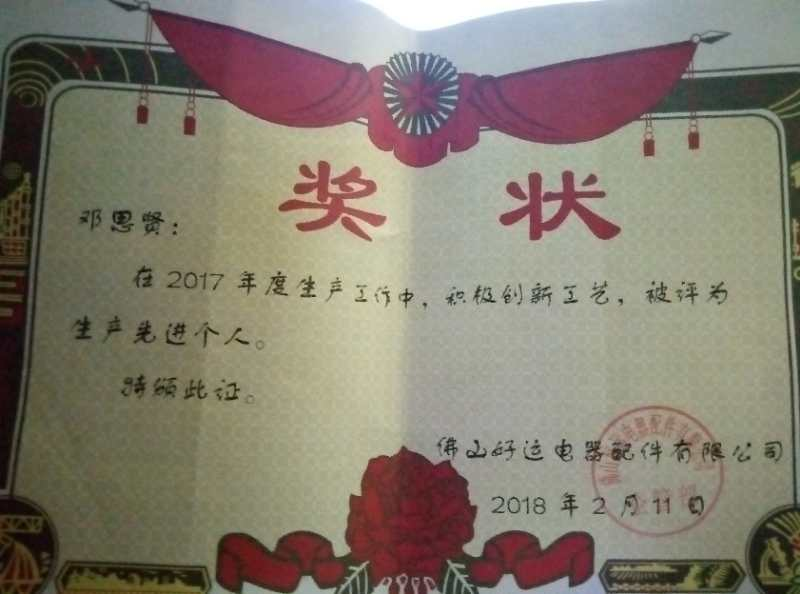 奖 状
邓恩贤：
在2017年度生产工作中，积极创新工艺，被评为
生产先进个人。
特颁此证。
佛山好运电器配件有限公司
2018年2月11日